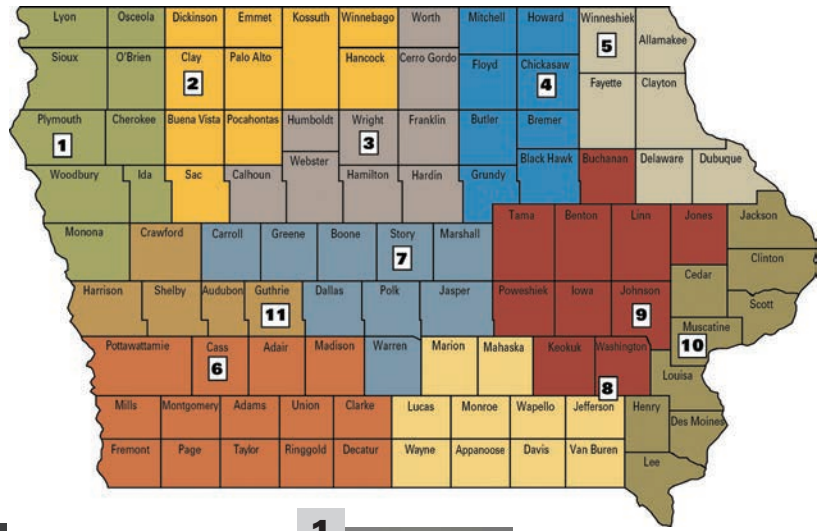 Lyon Osceola Dickinson Emmet Kossuth Winnebago Worth Mitchell Howard Winneshiek Allamakee
5
Sioux O'Brien Clay Palo Alto Hancock Cerro Gordo Floyd Chickasaw Fayette Clayton
2 4
Plymouth Cherokee Buena Vista Pocahontas Humboldt Wright Franklin Butler Bremer
1 3
Woodbury Ida Sac Calhoun Webster Hamilton Hardin Grundy Black Hawk Buchanan Delaware Dubuque
Monona Crawford Carroll Greene Boone Story Marshall Tama Benton Linn Jones Jackson
7
Harrison Shelby Audubon Guthrie Dallas Polk Jasper Poweshiek Iowa Johnson Cedar Clinton Scott
11 9
Pottawattamie Cass Adair Madison Warren Marion Mahaska Keokuk Washington Muscatine Louisa
6 8 10
Mills Montgomery Adams Union Clarke Lucas Monroe Wapello Jefferson Henry Des Moines
Fremont Page Taylor Ringgold Decatur Wayne Appanoose Davis Van Buren Lee
1